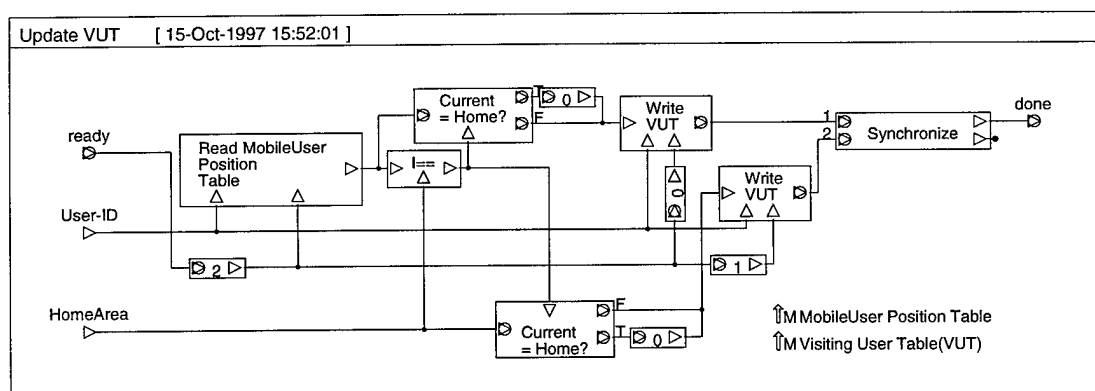 Update VUT [ 15-Oct-1997 15:52:01 ]
ready
Read MobileUser
Position
Table
Current
= Home?
T
F
0
I==
Write
VUT
0
Write
VUT
1
2
Synchronize
done
User-ID
2
1
HomeArea
Current
= Home?
F
T
0
⇑M MobileUser Position Table
⇑M Visiting User Table(VUT)